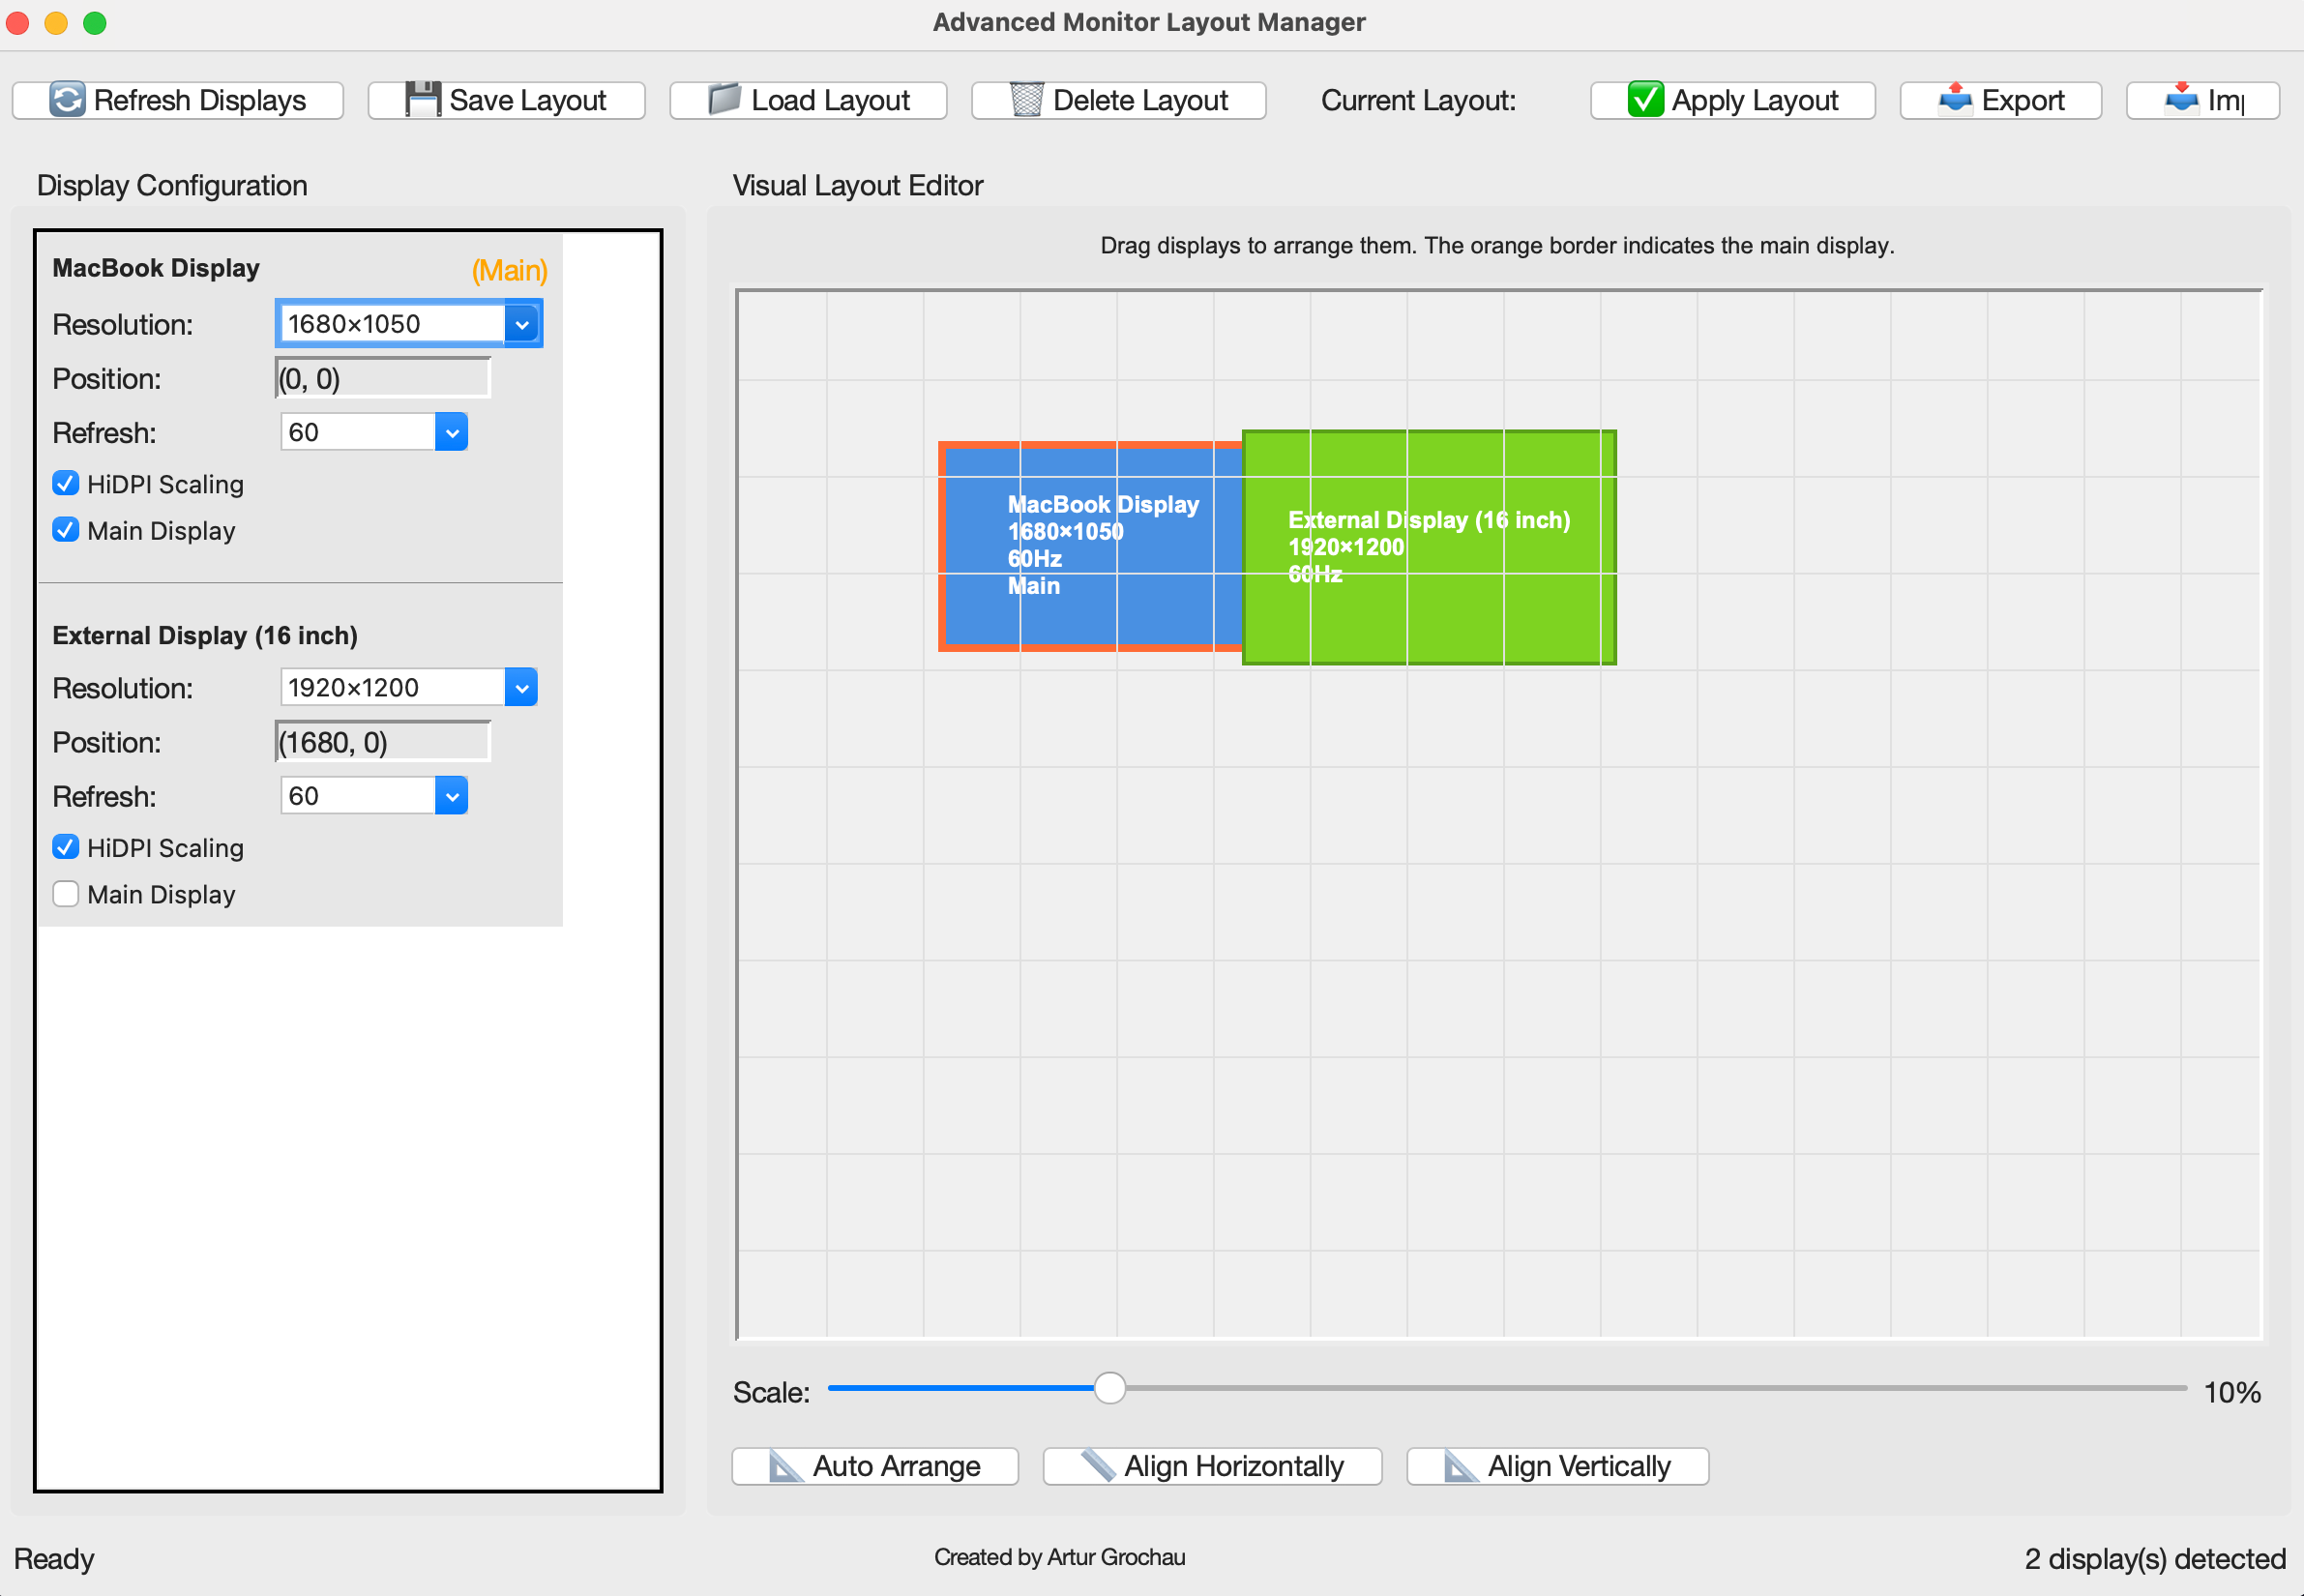 Advanced Monitor Layout Manager
Refresh Displays Save Layout Load Layout Delete Layout Current Layout: Apply Layout Export
Display Configuration
MacBook Display (Main)
Resolution: 1680×1050
Position: (0, 0)
Refresh: 60
HiDPI Scaling
Main Display
External Display (16 inch)
Resolution: 1920×1200
Position: (1680, 0)
Refresh: 60
HiDPI Scaling
Main Display
Visual Layout Editor
Drag displays to arrange them. The orange border indicates the main display.
MacBook Display
1680×1050
60Hz
Main
External Display (16 inch)
1920×1200
60Hz
Scale: 10%
Auto Arrange Align Horizontally Align Vertically
Ready Created by Artur Grochau 2 display(s) detected